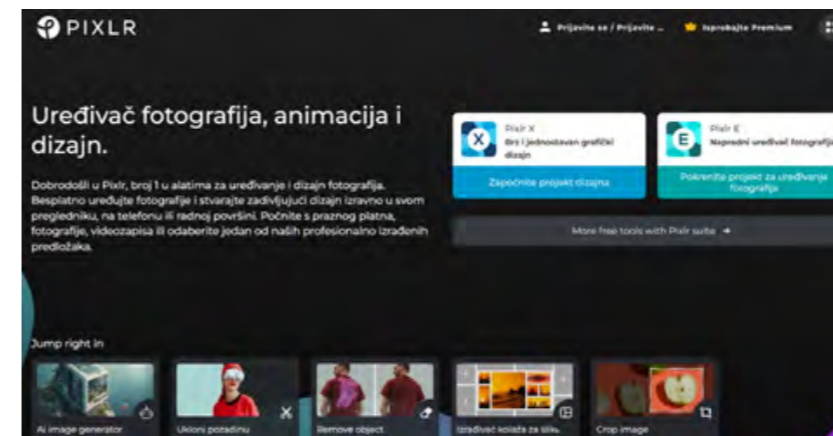 PIXLR
Prijavite se / Prijavite ...
Isprobajte Premium
Uređivač fotografija, animacija i
dizajn.
Dobrodošli u Pixlr, broj 1 u alatima za uređivanje i dizajn fotografija.
Besplatno uređujte fotografije i stvarajte zadivljujući dizajn izravno u svom
pregledniku, na telefonu ili radnoj površini. Počnite s praznog platna,
fotografije, videozapisa ili odaberite jedan od naših profesionalno izrađenih
predložaka.
X
Pixlr X
Brz i jednostavan grafički
dizajn
Započnite projekt dizajna
E
Pixlr E
Napredni uređivač fotografija
Pokrenite projekt za uređivanje
fotografija
More free tools with Pixlr suite →
Jump right in
AI image generator
Ukloni pozadinu
Remove object
Izrađivač kolaža za slik..
Crop image